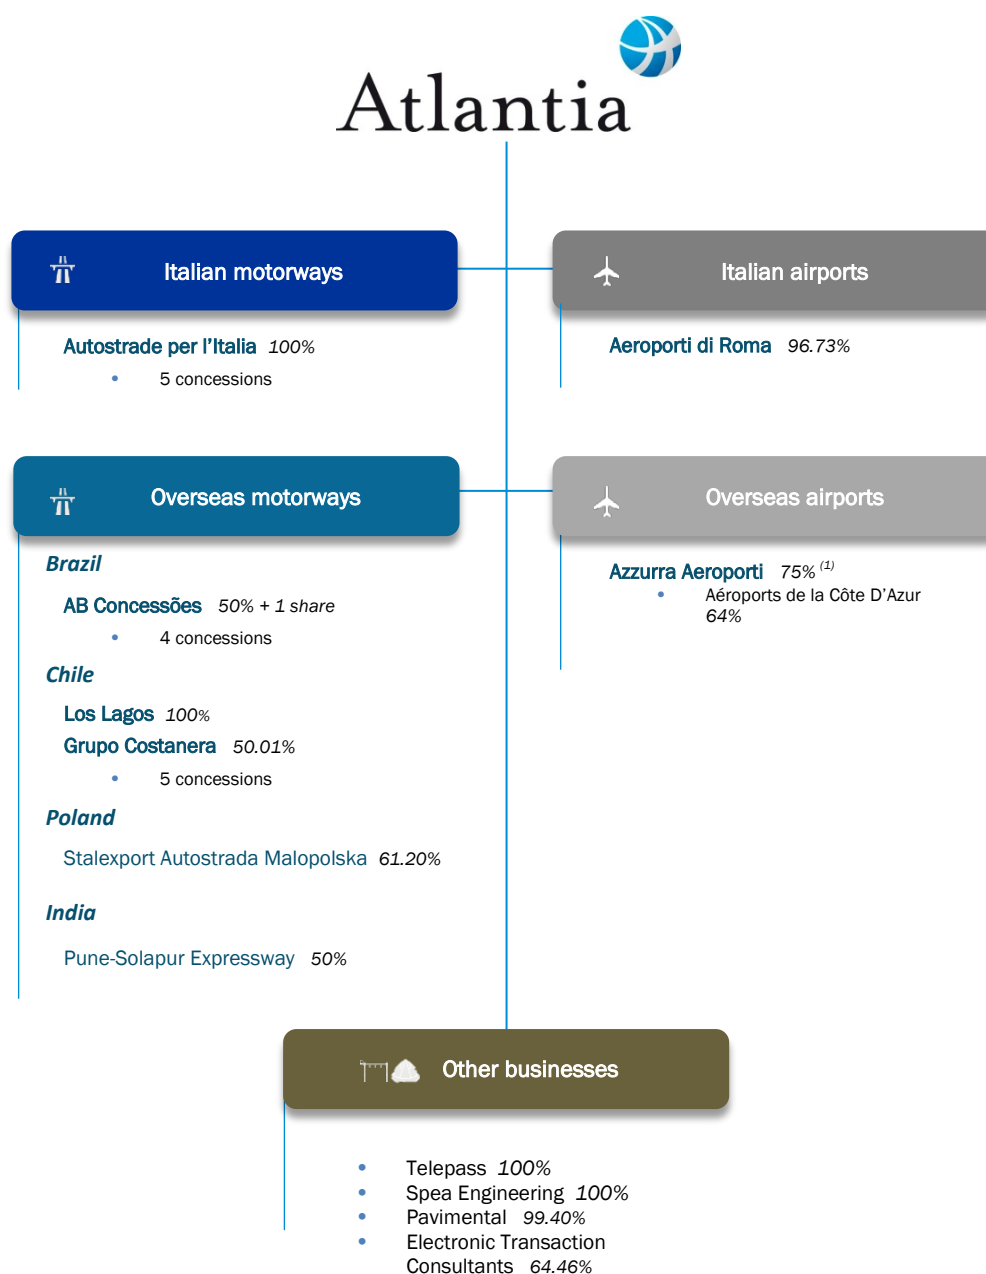 Atlantia
Italian motorways
Autostrade per l’Italia 100%
• 5 concessions
Italian airports
Aeroporti di Roma 96.73%
Overseas motorways
Brazil
AB Concessões 50% + 1 share
• 4 concessions
Chile
Los Lagos 100%
Grupo Costanera 50.01%
• 5 concessions
Poland
Stalexport Autostrada Malopolska 61.20%
India
Pune-Solapur Expressway 50%
Overseas airports
Azzurra Aeroporti 75% (1)
• Aéroports de la Côte D’Azur
64%
Other businesses
• Telepass 100%
• Spea Engineering 100%
• Pavimental 99.40%
• Electronic Transaction
Consultants 64.46%